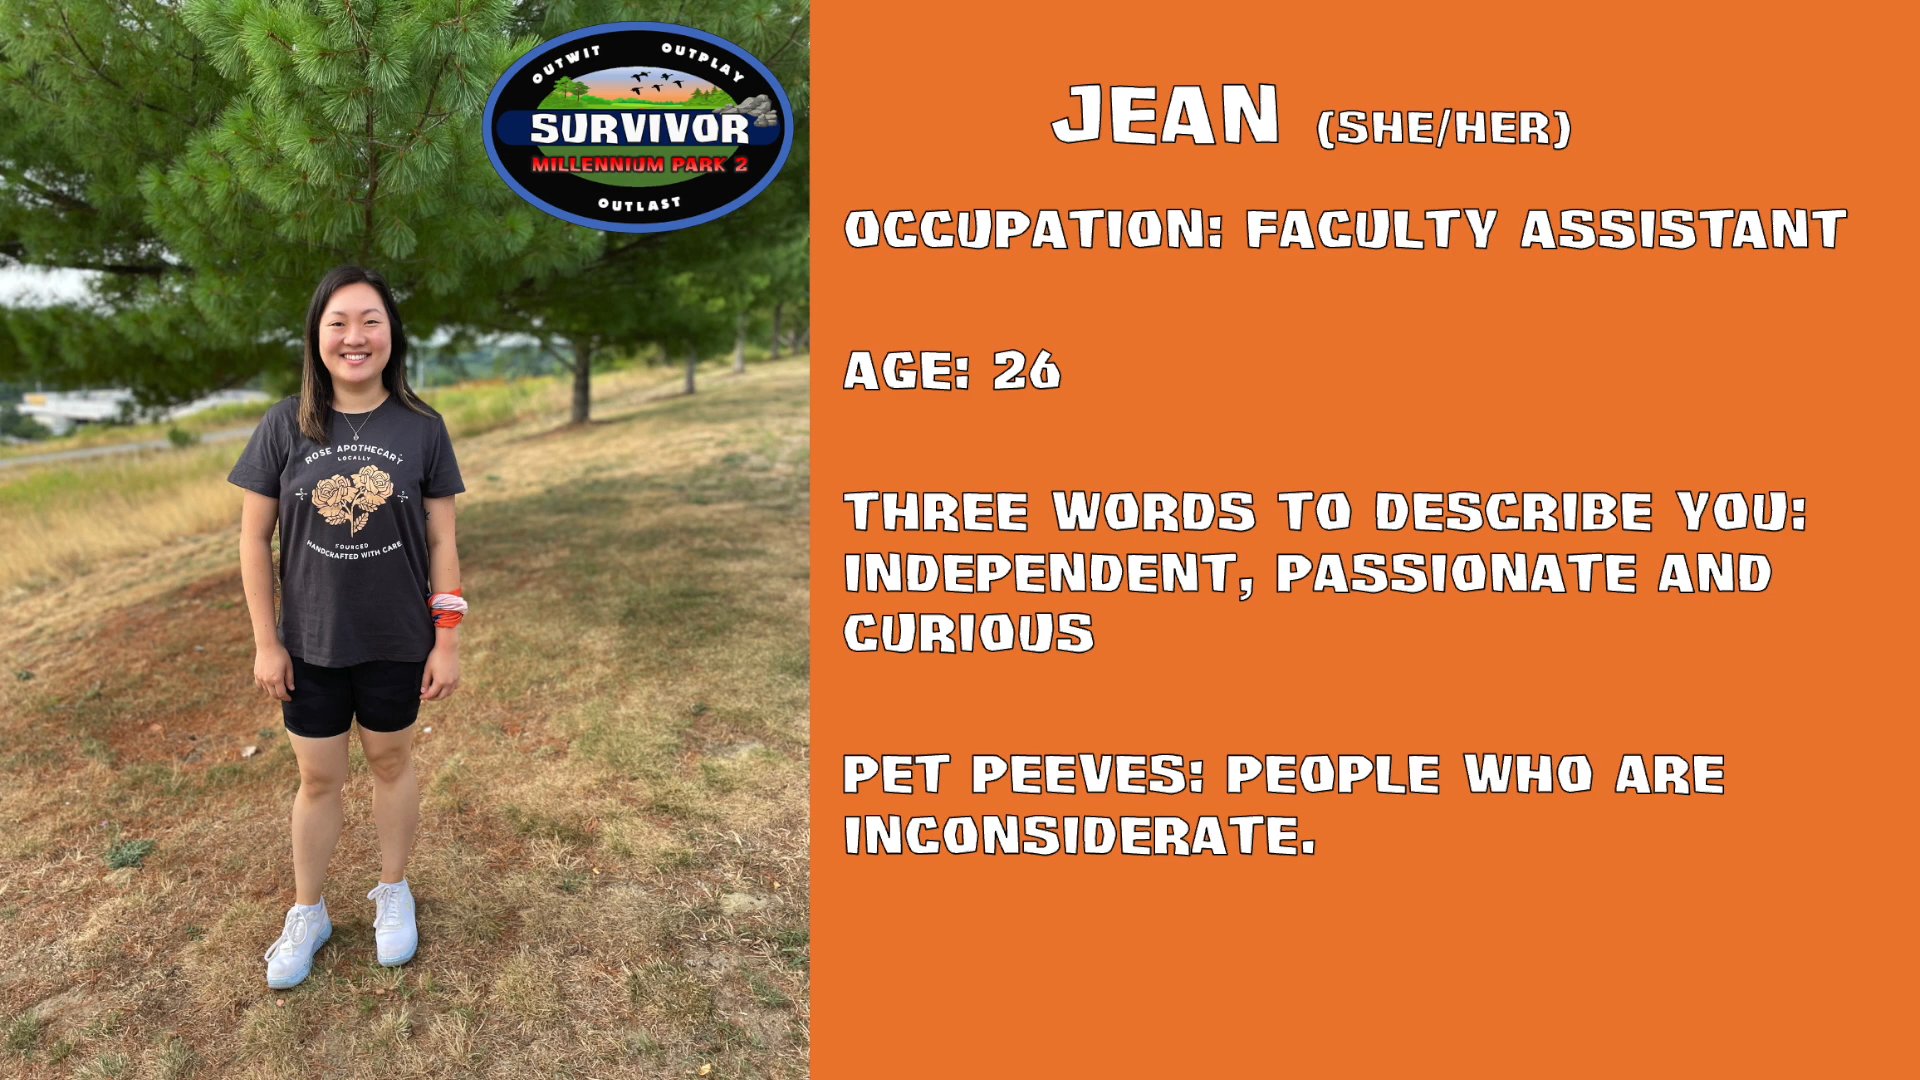 OUTWIT OUTPLAY
SURVIVOR
MILLENNIUM PARK 2
OUTLAST
ROSE APOTHECARY
LOCALLY
SOURCED
HANDCRAFTED WITH CARE
JEAN (SHE/HER)
OCCUPATION: FACULTY ASSISTANT
AGE: 26
THREE WORDS TO DESCRIBE YOU:
INDEPENDENT, PASSIONATE AND
CURIOUS
PET PEEVES: PEOPLE WHO ARE
INCONSIDERATE.